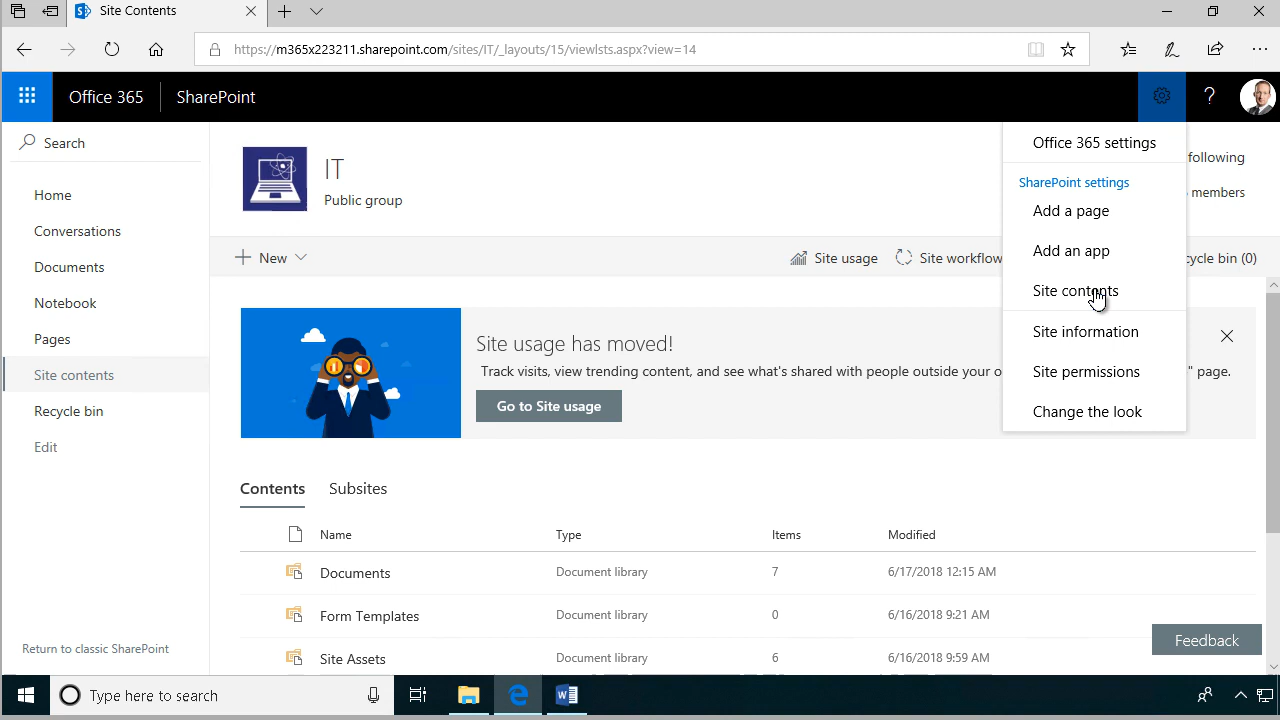 Site Contents
https://m365x223211.sharepoint.com/sites/IT/_layouts/15/viewlsts.aspx?view=14
Office 365
SharePoint
?
Search
Home
Conversations
Documents
Notebook
Pages
Site contents
Recycle bin
Edit
Return to classic SharePoint
IT
Public group
following
members
New
Site usage
Site workflow
cycle bin (0)
Office 365 settings
SharePoint settings
Add a page
Add an app
Site contents
Site information
Site permissions
Change the look
Site usage has moved!
Track visits, view trending content, and see what's shared with people outside your o
" page.
Go to Site usage
Contents Subsites
Name Type Items Modified
Documents Document library 7 6/17/2018 12:15 AM
Form Templates Document library 0 6/16/2018 9:21 AM
Site Assets Document library 6 6/16/2018 9:59 AM
Feedback
Type here to search